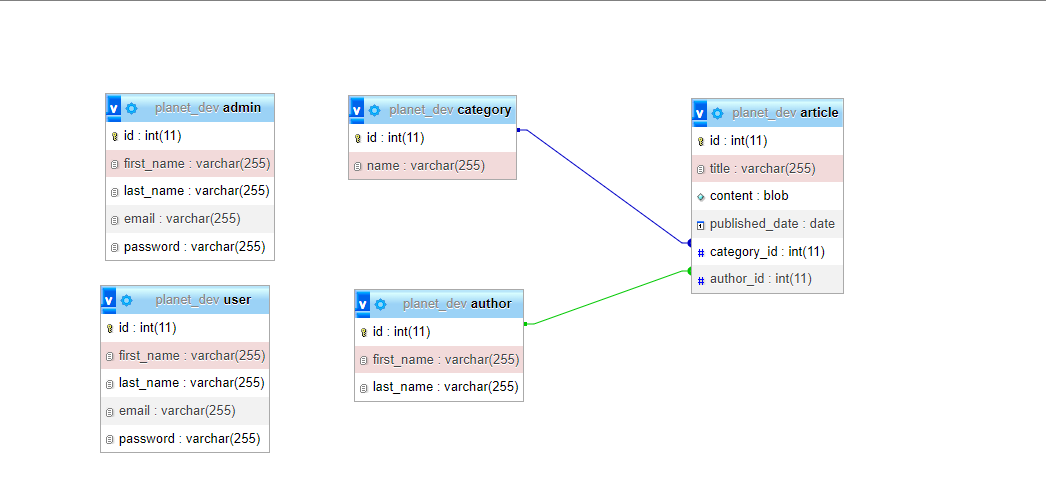 v planet_dev admin
id : int(11)
first_name : varchar(255)
last_name : varchar(255)
email : varchar(255)
password : varchar(255)
v planet_dev user
id : int(11)
first_name : varchar(255)
last_name : varchar(255)
email : varchar(255)
password : varchar(255)
v planet_dev category
id : int(11)
name : varchar(255)
v planet_dev author
id : int(11)
first_name : varchar(255)
last_name : varchar(255)
v planet_dev article
id : int(11)
title : varchar(255)
content : blob
published_date : date
# category_id : int(11)
# author_id : int(11)